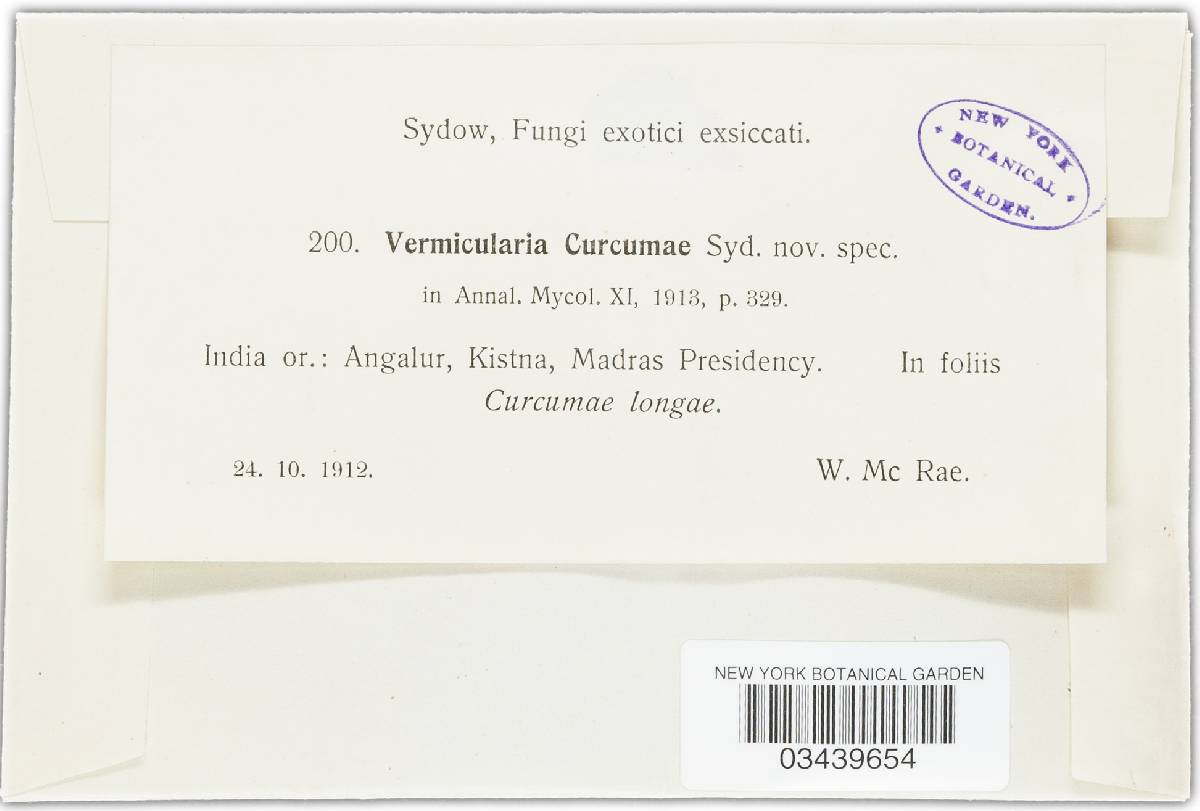 Sydow, Fungi exotici exsiccati.
NEW YORK
BOTANICAL
GARDEN.
200. Vermicularia Curcumae Syd. nov. spec.
in Annal. Mycol. XI, 1913, p. 329.
India or.: Angalur, Kistna, Madras Presidency. In foliis
Curcumae longae.
24. 10. 1912. W. Mc Rae.
NEW YORK BOTANICAL GARDEN
03439654